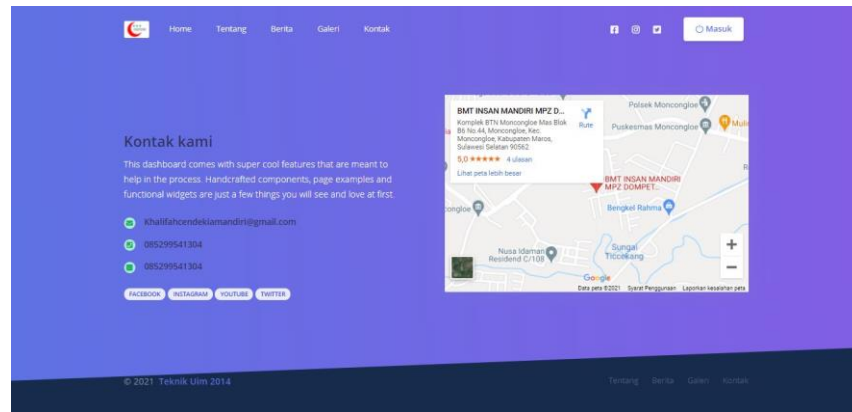 Home Tentang Berita Galeri Kontak Masuk
Kontak kami
This dashboard comes with super cool features that are meant to
help in the process. Handcrafted components, page examples and
functional widgets are just a few things you will see and love at first.
Khalifahcendekiamandiri@gmail.com
085299541304
085299541304
FACEBOOK INSTAGRAM YOUTUBE TWITTER
BMT INSAN MANDIRI MPZ D...
Komplek BTN Moncongloe Mas Blok
B6 No.44, Moncongloe, Kec.
Moncongloe, Kabupaten Maros,
Sulawesi Selatan 90562
Rute
5,0 ★★★★★ 4 ulasan
Lihat peta lebih besar
Polsek Moncongloe
Puskesmas Moncongloe
BMT INSAN MANDIRI
MPZ DOMPET...
Bengkel Rahma
congloe
Nusa Idaman
Residend C/108
Sungai
Ticcekang
Google
Data peta ©2021 Syarat Penggunaan Laporkan kesalahan peta
© 2021 Teknik Uim 2014
Tentang Berita Galeri Kontak